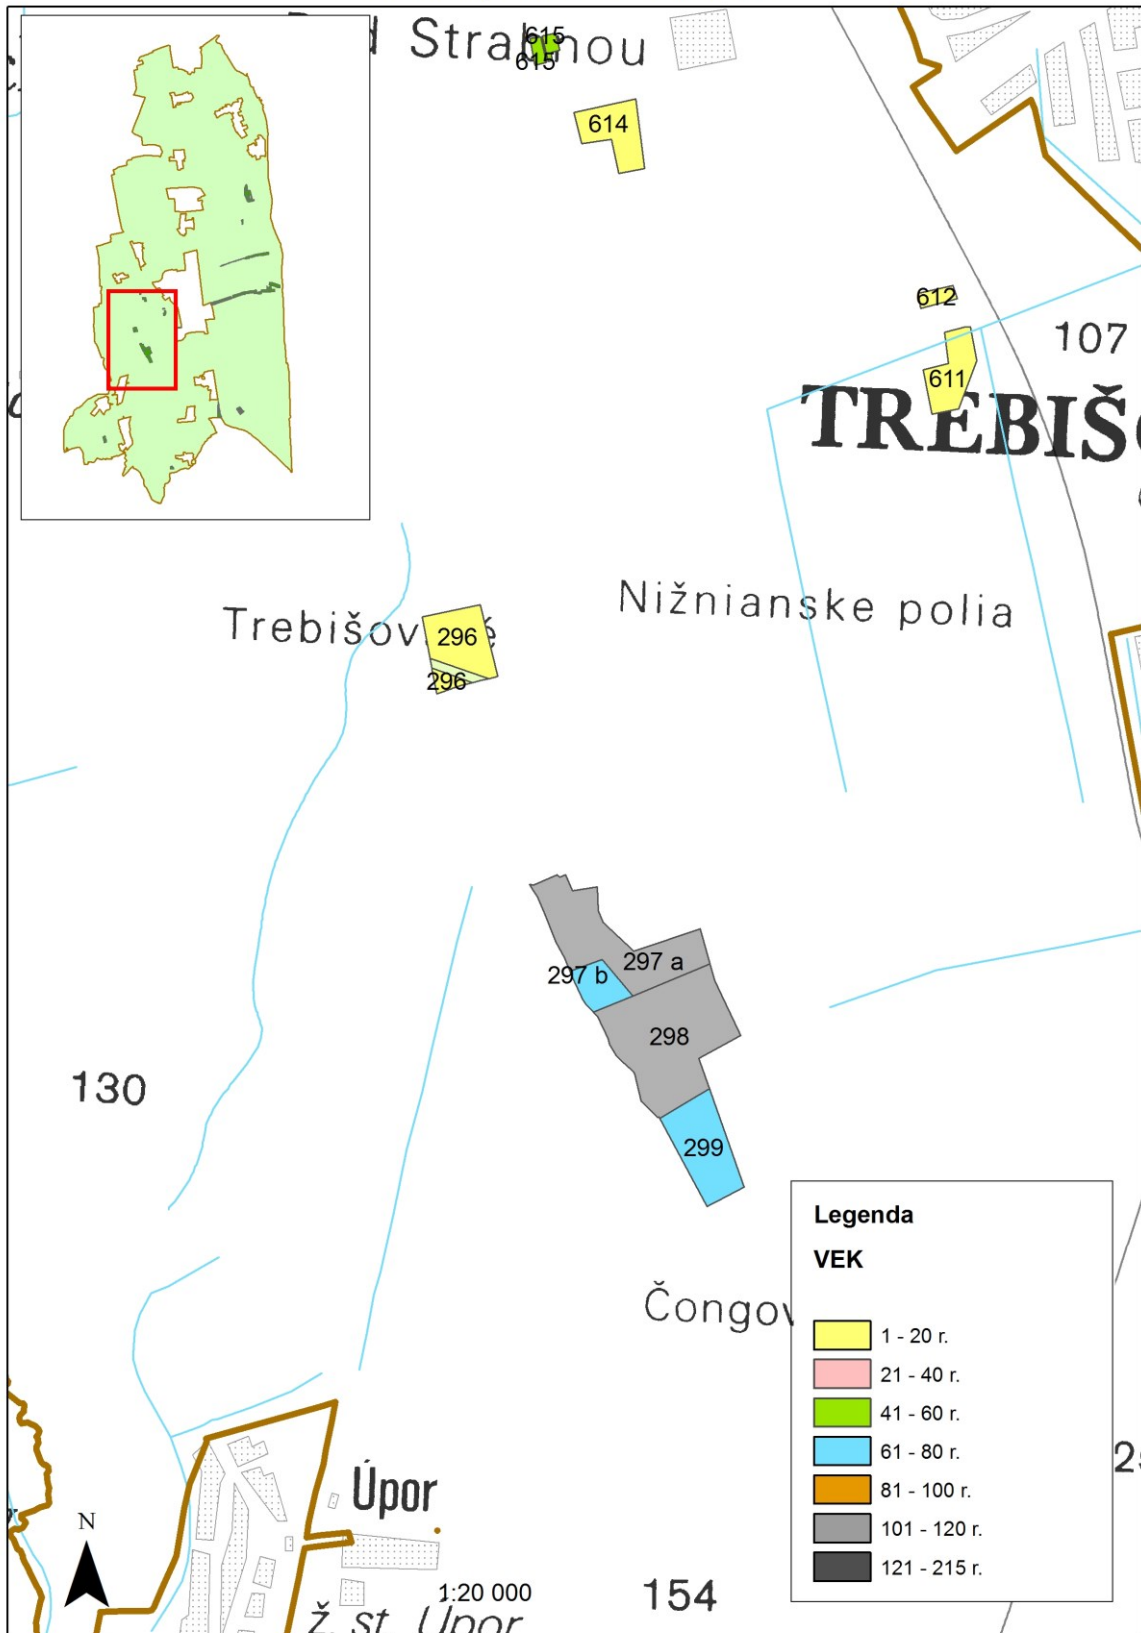 Strahnou
615
615
614
612
107
611
TREBIŠ
Nižnianske polia
Trebišov
296
296
297 a
297 b
298
130
299
Legenda
VEK
Čongov
1 - 20 r.
21 - 40 r.
41 - 60 r.
61 - 80 r.
81 - 100 r.
101 - 120 r.
121 - 215 r.
Úpor
N
1:20 000
154
ž. st. Úpor